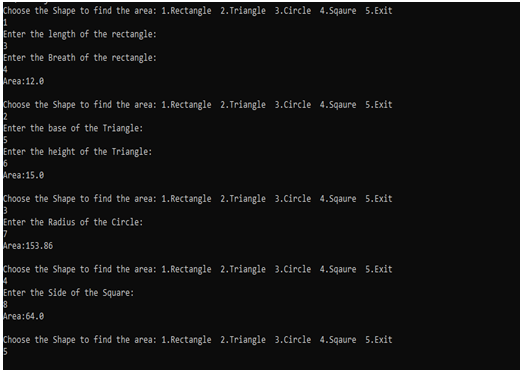 Choose the Shape to find the area: 1.Rectangle  2.Triangle  3.Circle  4.Sqaure  5.Exit
1
Enter the length of the rectangle:
3
Enter the Breath of the rectangle:
4
Area:12.0
Choose the Shape to find the area: 1.Rectangle  2.Triangle  3.Circle  4.Sqaure  5.Exit
2
Enter the base of the Triangle:
5
Enter the height of the Triangle:
6
Area:15.0
Choose the Shape to find the area: 1.Rectangle  2.Triangle  3.Circle  4.Sqaure  5.Exit
3
Enter the Radius of the Circle:
7
Area:153.86
Choose the Shape to find the area: 1.Rectangle  2.Triangle  3.Circle  4.Sqaure  5.Exit
4
Enter the Side of the Square:
8
Area:64.0
Choose the Shape to find the area: 1.Rectangle  2.Triangle  3.Circle  4.Sqaure  5.Exit
5